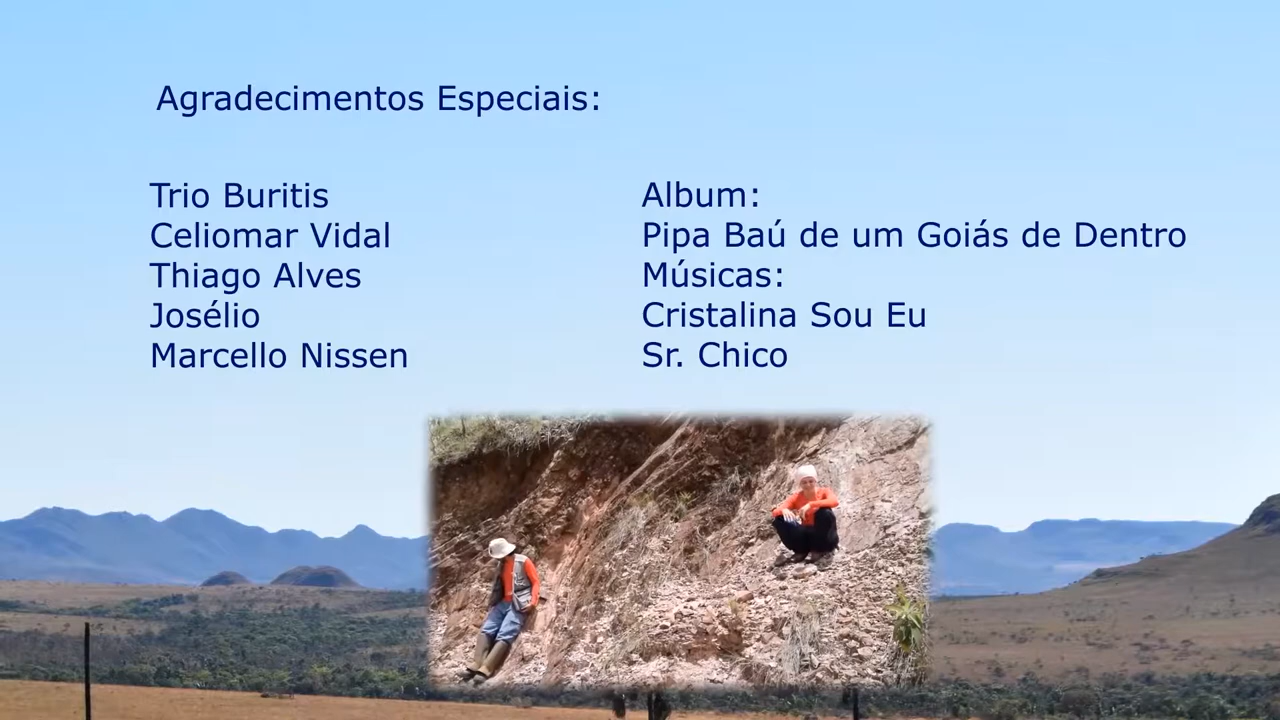 Agradecimentos Especiais:
Trio Buritis
Celiomar Vidal
Thiago Alves
Josélio
Marcello Nissen
Album:
Pipa Baú de um Goiás de Dentro
Músicas:
Cristalina Sou Eu
Sr. Chico